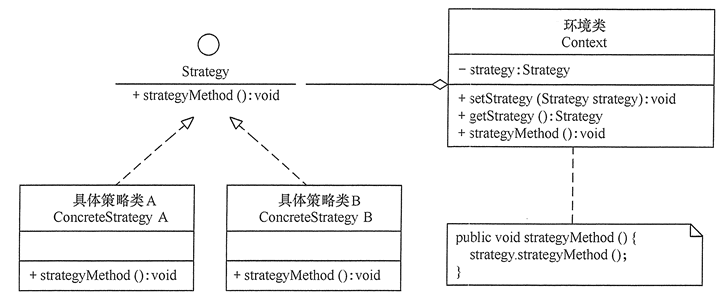 Strategy
+ strategyMethod ():void
环境类
Context
− strategy:Strategy
+ setStrategy (Strategy strategy):void
+ getStrategy ():Strategy
+ strategyMethod ():void
具体策略类A
ConcreteStrategy A
+ strategyMethod ():void
具体策略类B
ConcreteStrategy B
+ strategyMethod ():void
public void strategyMethod () {
strategy.strategyMethod ();
}